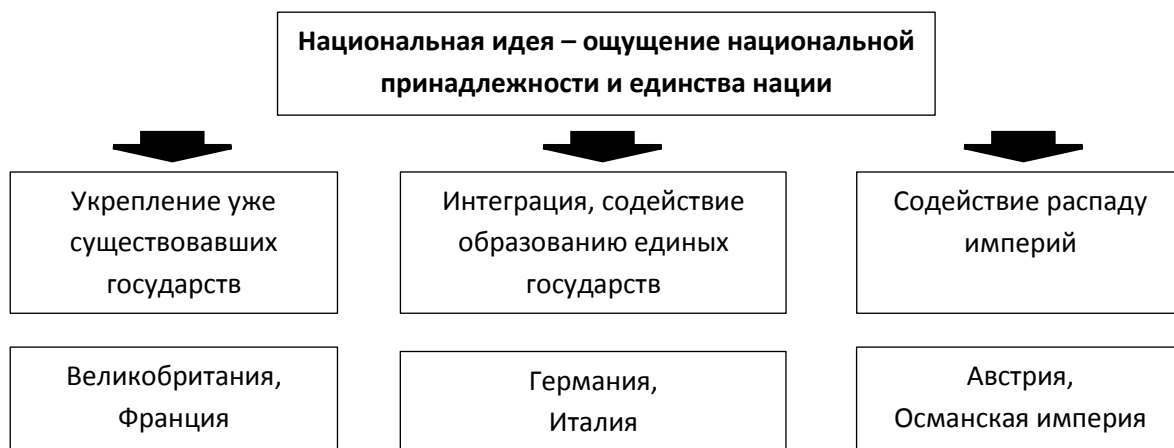 Национальная идея – ощущение национальной
принадлежности и единства нации
Укрепление уже
существовавших
государств
Интеграция, содействие
образованию единых
государств
Содействие распаду
империй
Великобритания,
Франция
Германия,
Италия
Австрия,
Османская империя